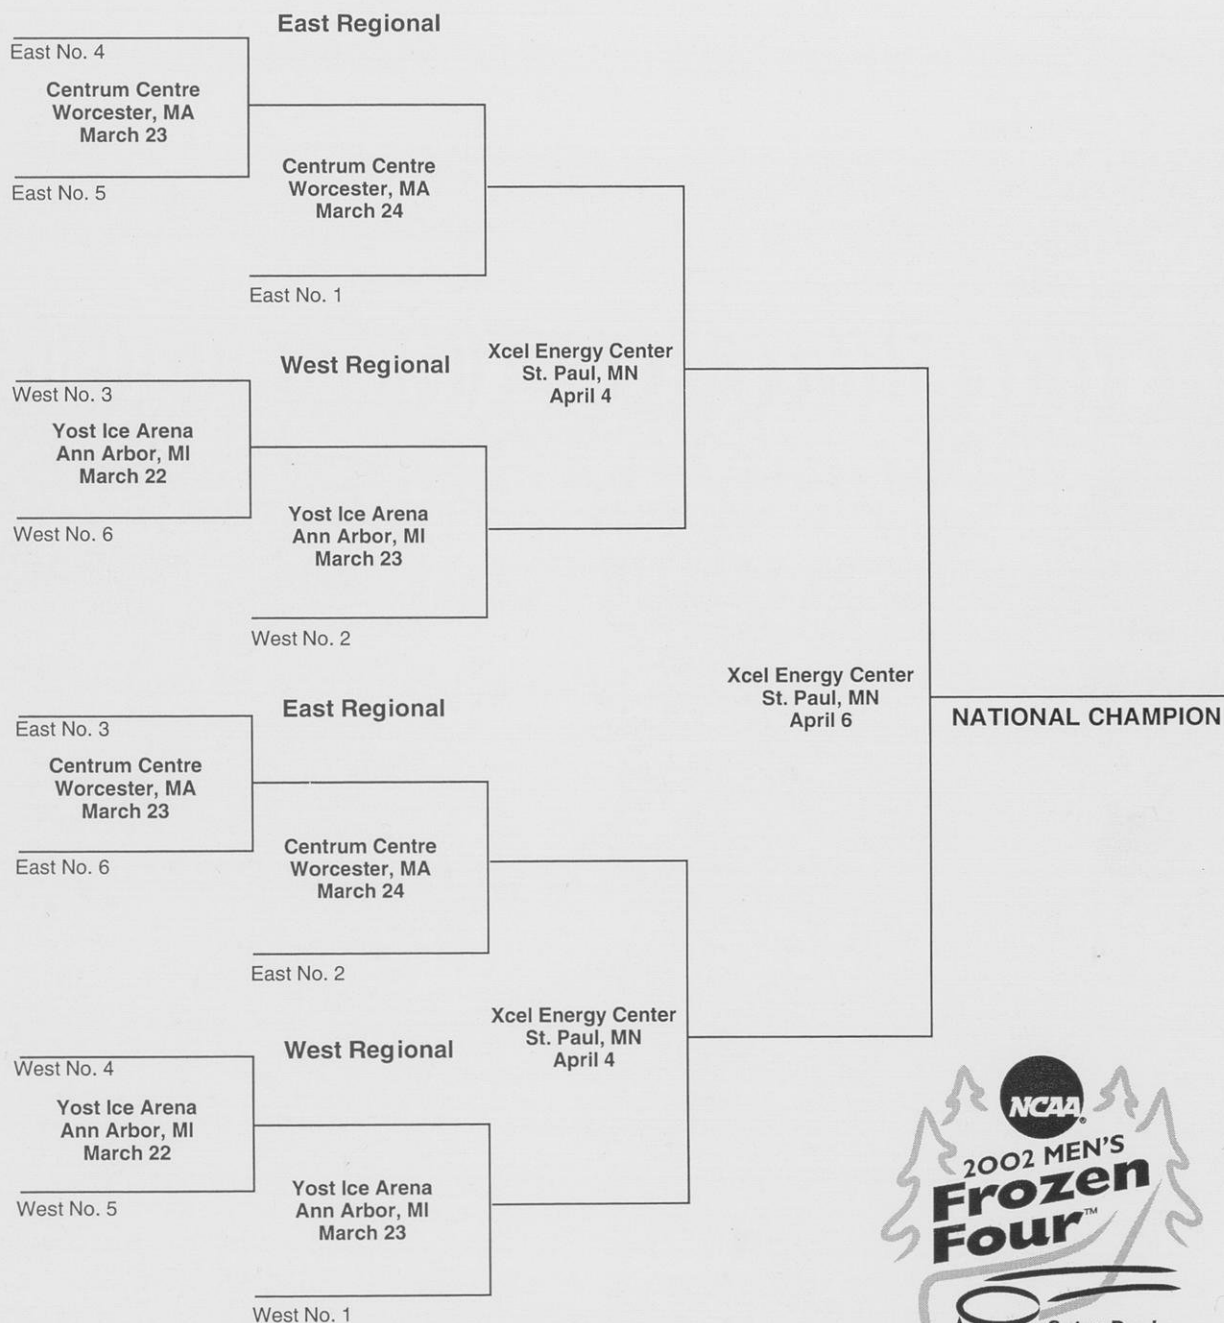 East Regional
East No. 4
Centrum Centre
Worcester, MA
March 23
East No. 5
Centrum Centre
Worcester, MA
March 24
East No. 1
West Regional
West No. 3
Yost Ice Arena
Ann Arbor, MI
March 22
West No. 6
Yost Ice Arena
Ann Arbor, MI
March 23
West No. 2
Xcel Energy Center
St. Paul, MN
April 4
East Regional
East No. 3
Centrum Centre
Worcester, MA
March 23
East No. 6
Centrum Centre
Worcester, MA
March 24
East No. 2
West Regional
West No. 4
Yost Ice Arena
Ann Arbor, MI
March 22
West No. 5
Yost Ice Arena
Ann Arbor, MI
March 23
West No. 1
Xcel Energy Center
St. Paul, MN
April 4
Xcel Energy Center
St. Paul, MN
April 6
NATIONAL CHAMPION
NCAA®
2002 MEN'S
Frozen
Four™